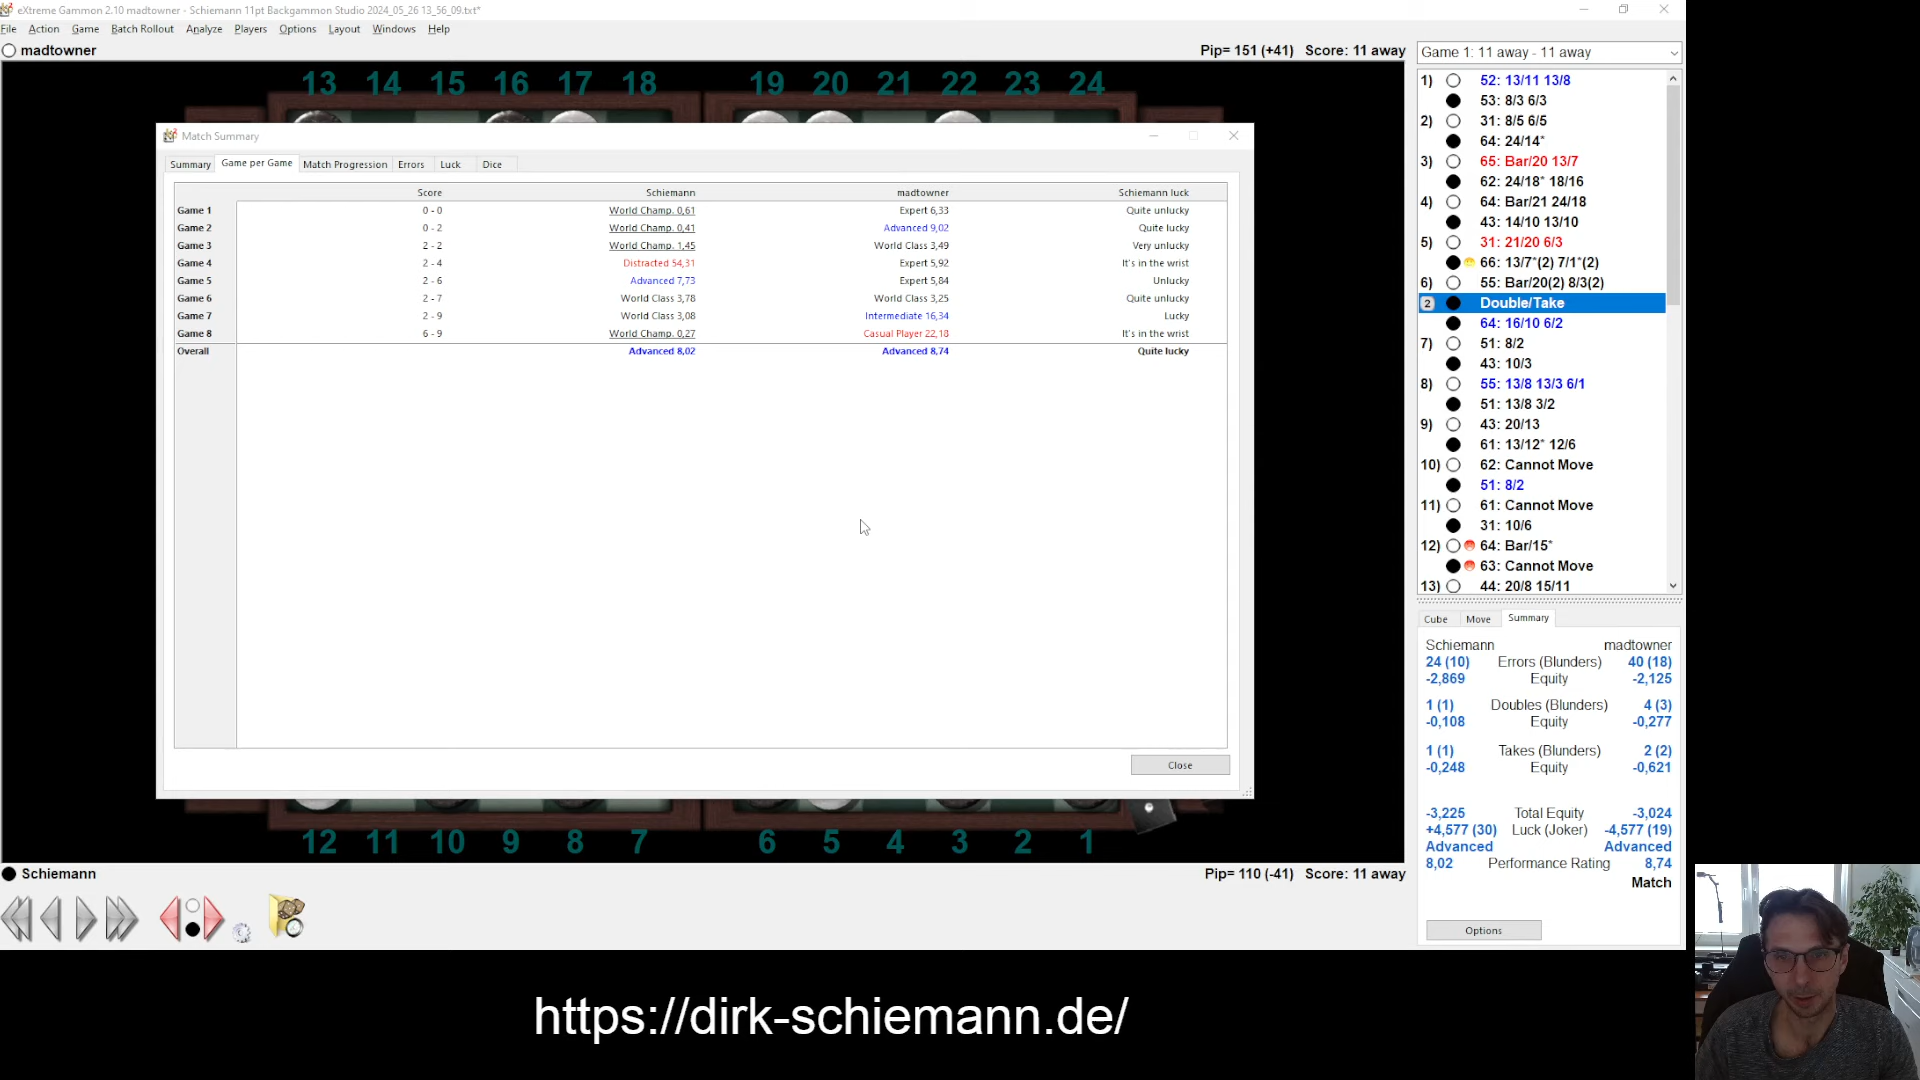 eXtreme Gammon 2.10 madtowner - Schiemann 11pt Backgammon Studio 2024_05_26 13_56_09.txt*
File Action Game Batch Rollout Analyze Players Options Layout Windows Help
madtowner
Pip= 151 (+41) Score: 11 away
13 14 15 16 17 18 19 20 21 22 23 24
Match Summary
Summary Game per Game Match Progression Errors Luck Dice
Score Schiemann madtowner Schiemann luck
Game 1 0 - 0 World Champ. 0,61 Expert 6,33 Quite unlucky
Game 2 0 - 2 World Champ. 0,41 Advanced 9,02 Quite lucky
Game 3 2 - 2 World Champ. 1,45 World Class 3,49 Very unlucky
Game 4 2 - 4 Distracted 54,31 Expert 5,92 It's in the wrist
Game 5 2 - 6 Advanced 7,73 Expert 5,84 Unlucky
Game 6 2 - 7 World Class 3,78 World Class 3,25 Quite unlucky
Game 7 2 - 9 World Class 3,08 Intermediate 16,34 Lucky
Game 8 6 - 9 World Champ. 0,27 Casual Player 22,18 It's in the wrist
Overall Advanced 8,02 Advanced 8,74 Quite lucky
Close
12 11 10 9 8 7 6 5 4 3 2 1
Schiemann
Pip= 110 (-41) Score: 11 away
Game 1: 11 away - 11 away
1) 52: 13/11 13/8
53: 8/3 6/3
2) 31: 8/5 6/5
64: 24/14*
3) 65: Bar/20 13/7
62: 24/18* 18/16
4) 64: Bar/21 24/18
43: 14/10 13/10
5) 31: 21/20 6/3
66: 13/7*(2) 7/1*(2)
6) 55: Bar/20(2) 8/3(2)
2 Double/Take
64: 16/10 6/2
7) 51: 8/2
43: 10/3
8) 55: 13/8 13/3 6/1
51: 13/8 3/2
9) 43: 20/13
61: 13/12* 12/6
10) 62: Cannot Move
51: 8/2
11) 61: Cannot Move
31: 10/6
12) 64: Bar/15*
63: Cannot Move
13) 44: 20/8 15/11
Cube Move Summary
Schiemann madtowner
24 (10) Errors (Blunders) 40 (18)
-2,869 Equity -2,125
1 (1) Doubles (Blunders) 4 (3)
-0,108 Equity -0,277
1 (1) Takes (Blunders) 2 (2)
-0,248 Equity -0,621
-3,225 Total Equity -3,024
+4,577 (30) Luck (Joker) -4,577 (19)
Advanced Advanced
8,02 Performance Rating 8,74
Match
Options
https://dirk-schiemann.de/